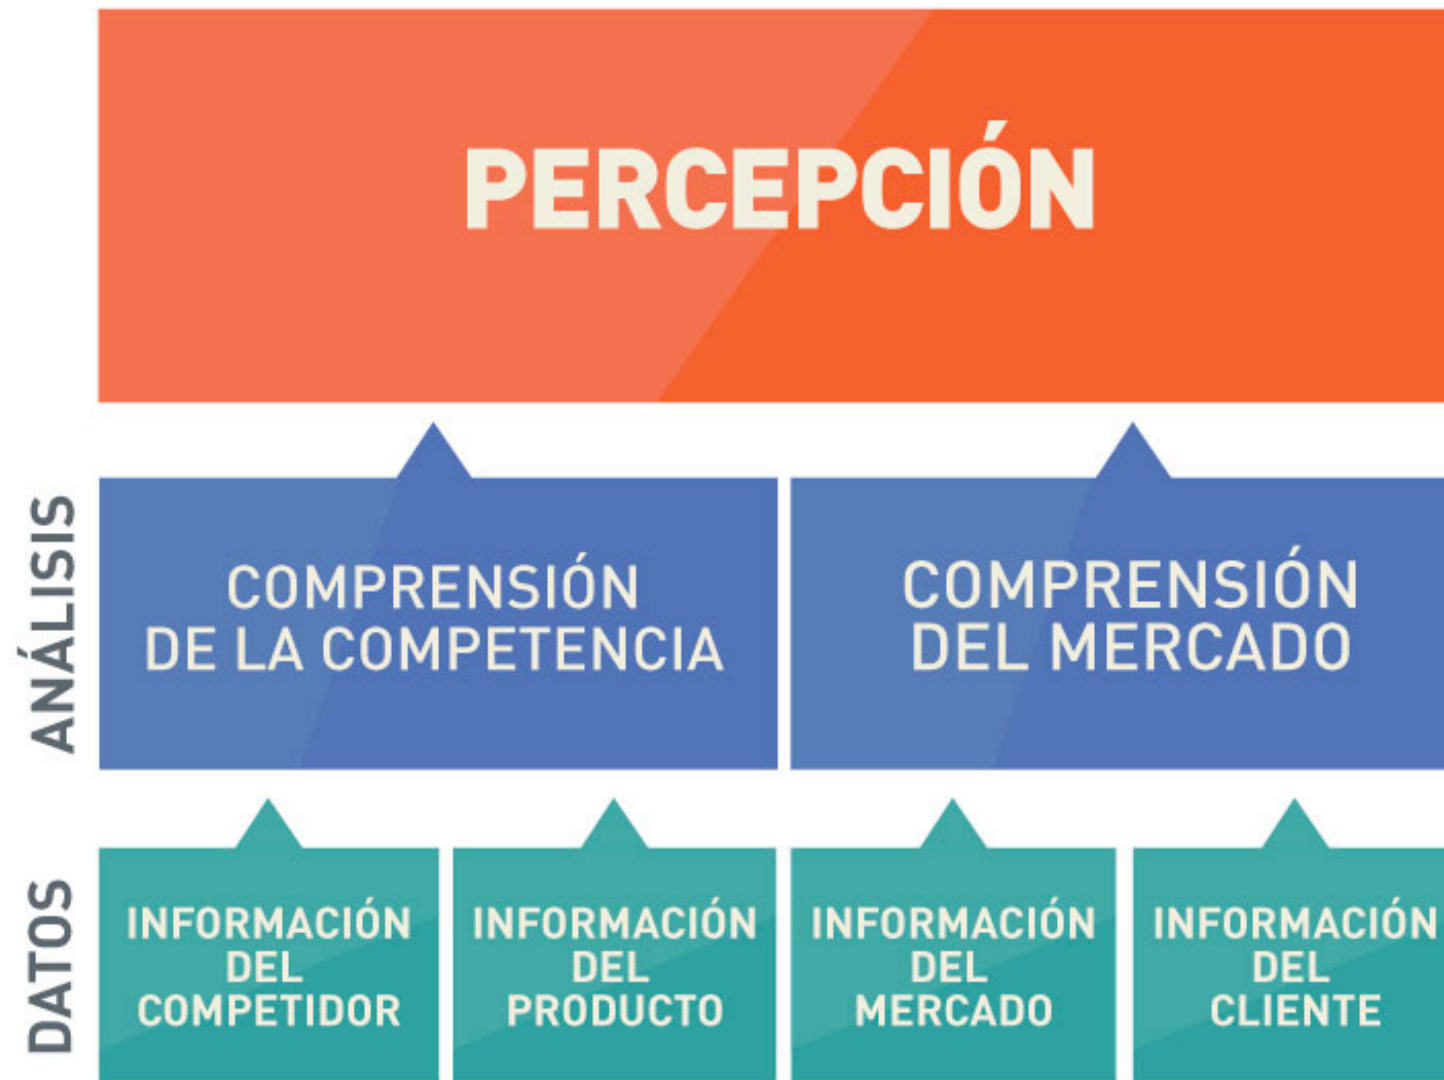 PERCEPCIÓN
ANÁLISIS
COMPRENSIÓN
DE LA COMPETENCIA
COMPRENSIÓN
DEL MERCADO
DATOS
INFORMACIÓN
DEL
COMPETIDOR
INFORMACIÓN
DEL
PRODUCTO
INFORMACIÓN
DEL
MERCADO
INFORMACIÓN
DEL
CLIENTE